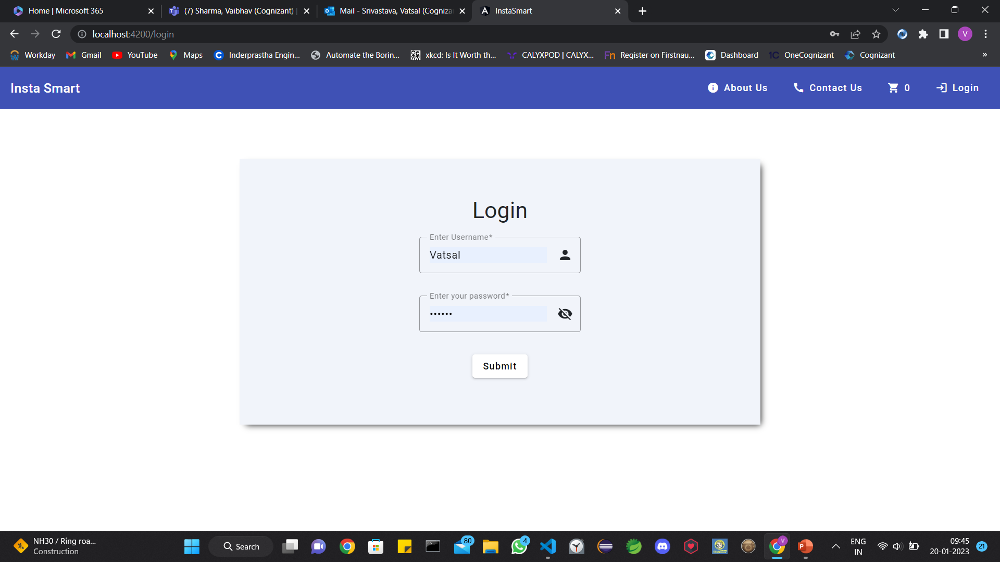 Home | Microsoft 365
(7) Sharma, Vaibhav (Cognizant) |
Mail - Srivastava, Vatsal (Cogniza
InstaSmart
localhost:4200/login
V
Workday
Gmail
YouTube
Maps
Inderprastha Engin...
Automate the Borin...
xkcd: Is It Worth th...
CALYXPOD | CALYX...
Fn Register on Firstnau...
Dashboard
1C OneCognizant
Cognizant
»
Insta Smart
About Us
Contact Us
0
Login
Login
Enter Username*
Vatsal
Enter your password*
••••••
Submit
NH30 / Ring roa...
Construction
Search
80
4
V
ENG
IN
09:45
20-01-2023
21